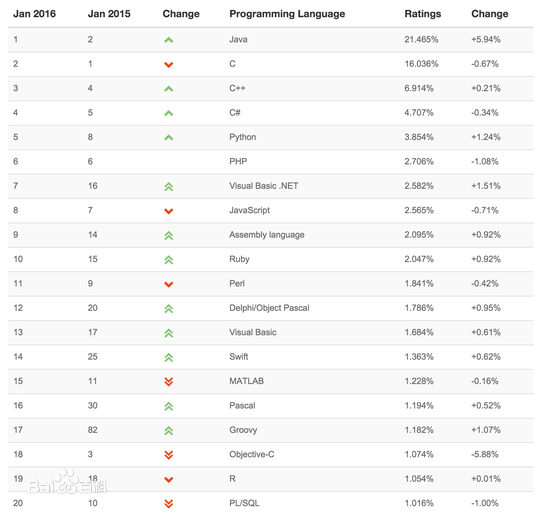 Jan 2016 Jan 2015 Change Programming Language Ratings Change
1 2 Java 21.465% +5.94%
2 1 C 16.036% -0.67%
3 4 C++ 6.914% +0.21%
4 5 C# 4.707% -0.34%
5 8 Python 3.854% +1.24%
6 6 PHP 2.706% -1.08%
7 16 Visual Basic .NET 2.582% +1.51%
8 7 JavaScript 2.565% -0.71%
9 14 Assembly language 2.095% +0.92%
10 15 Ruby 2.047% +0.92%
11 9 Perl 1.841% -0.42%
12 20 Delphi/Object Pascal 1.786% +0.95%
13 17 Visual Basic 1.684% +0.61%
14 25 Swift 1.363% +0.62%
15 11 MATLAB 1.228% -0.16%
16 30 Pascal 1.194% +0.52%
17 82 Groovy 1.182% +1.07%
18 3 Objective-C 1.074% -5.88%
19 18 R 1.054% +0.01%
20 10 PL/SQL 1.016% -1.00%
Bai百科